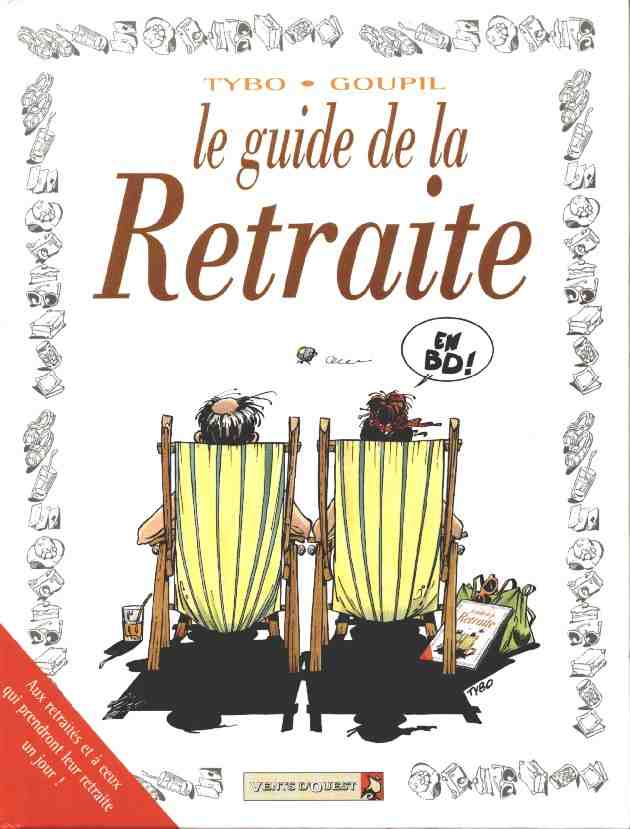 TYBO • GOUPIL
le guide de la
Retraite
EN
BD!
Retraite
TYBO
Aux retraités et à ceux
qui prendront leur retraite
un jour !
VENTS D'OUEST